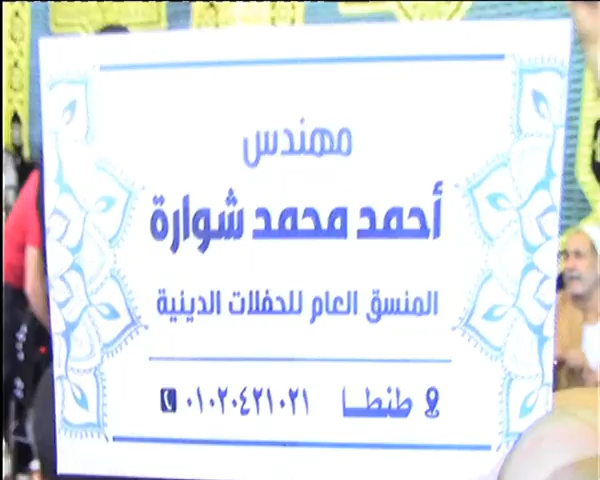 مهندس
أحمد محمد شوارة
المنسق العام للحفلات الدينية
طنطا ٠١٠٢٠٤٢١٠٢١